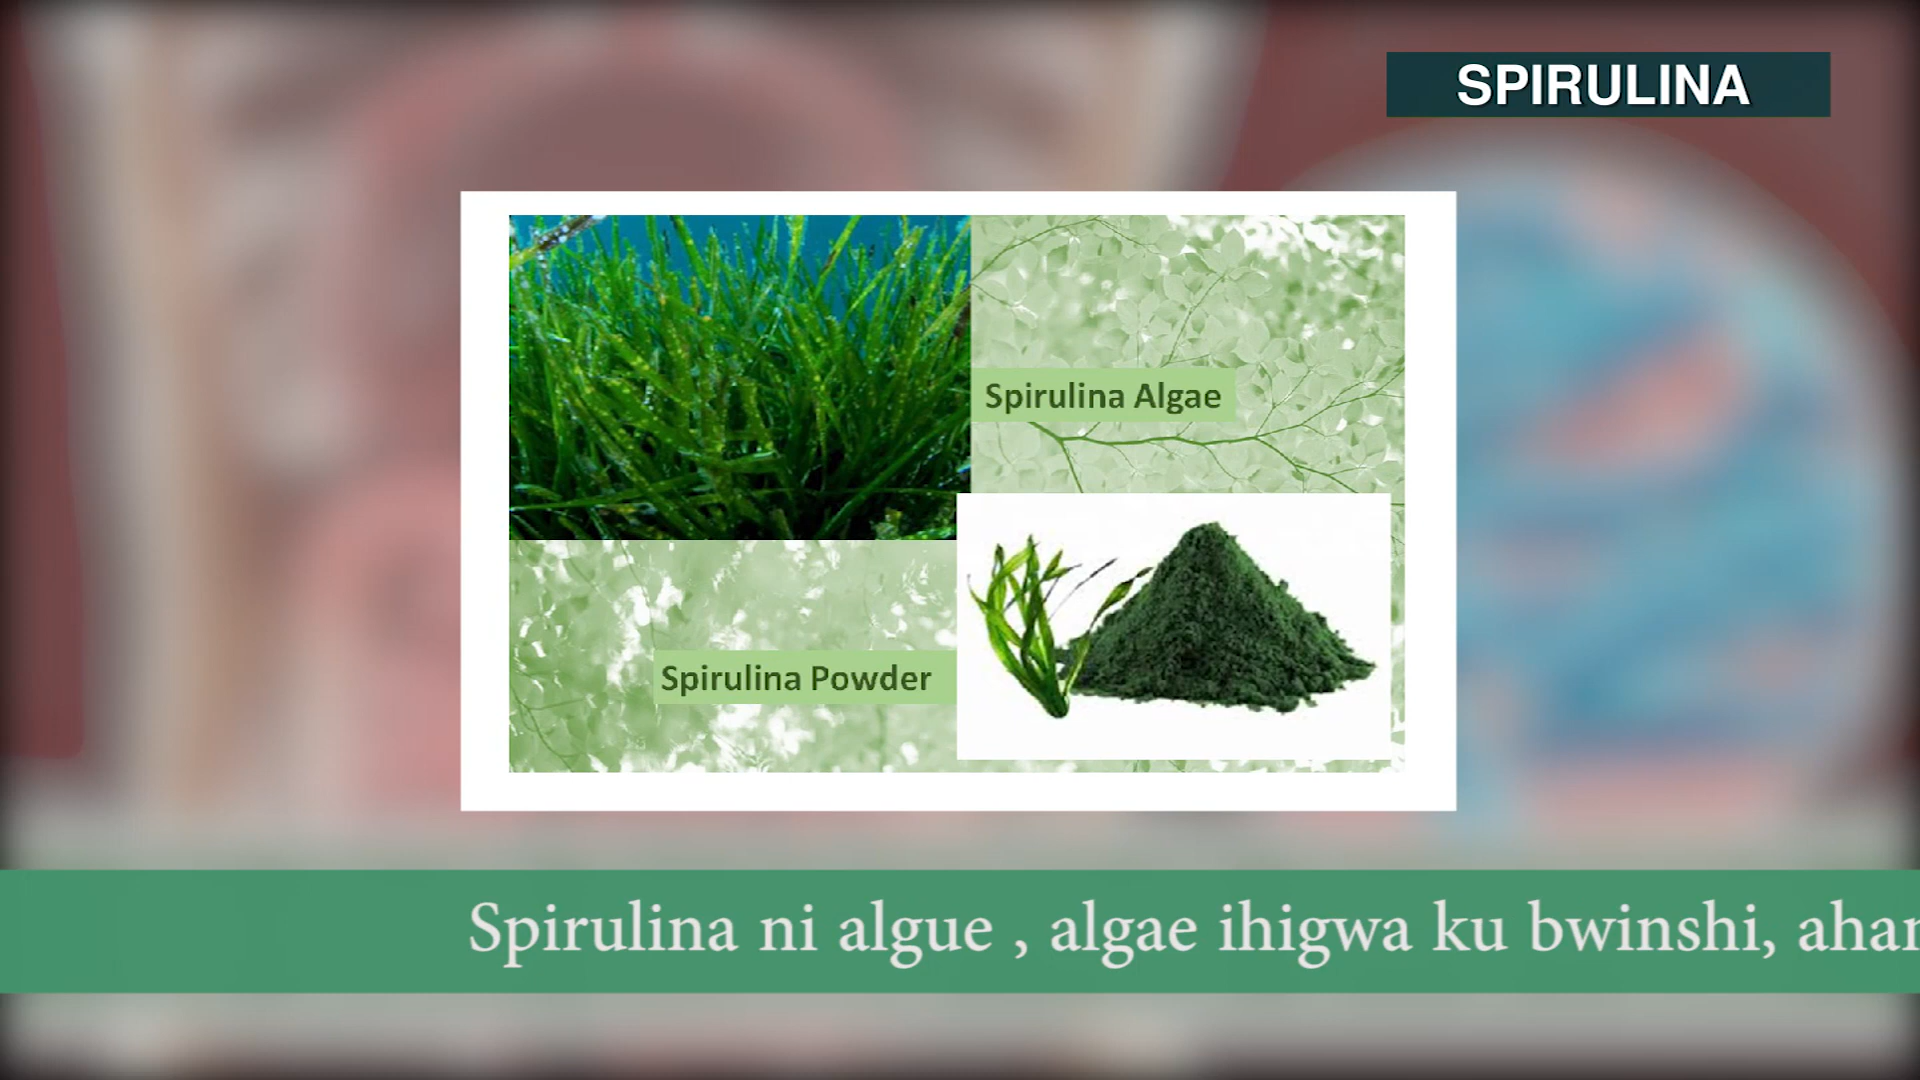 SPIRULINA
Spirulina Algae
Spirulina Powder
Spirulina ni algue , algae ihigwa ku bwinshi,